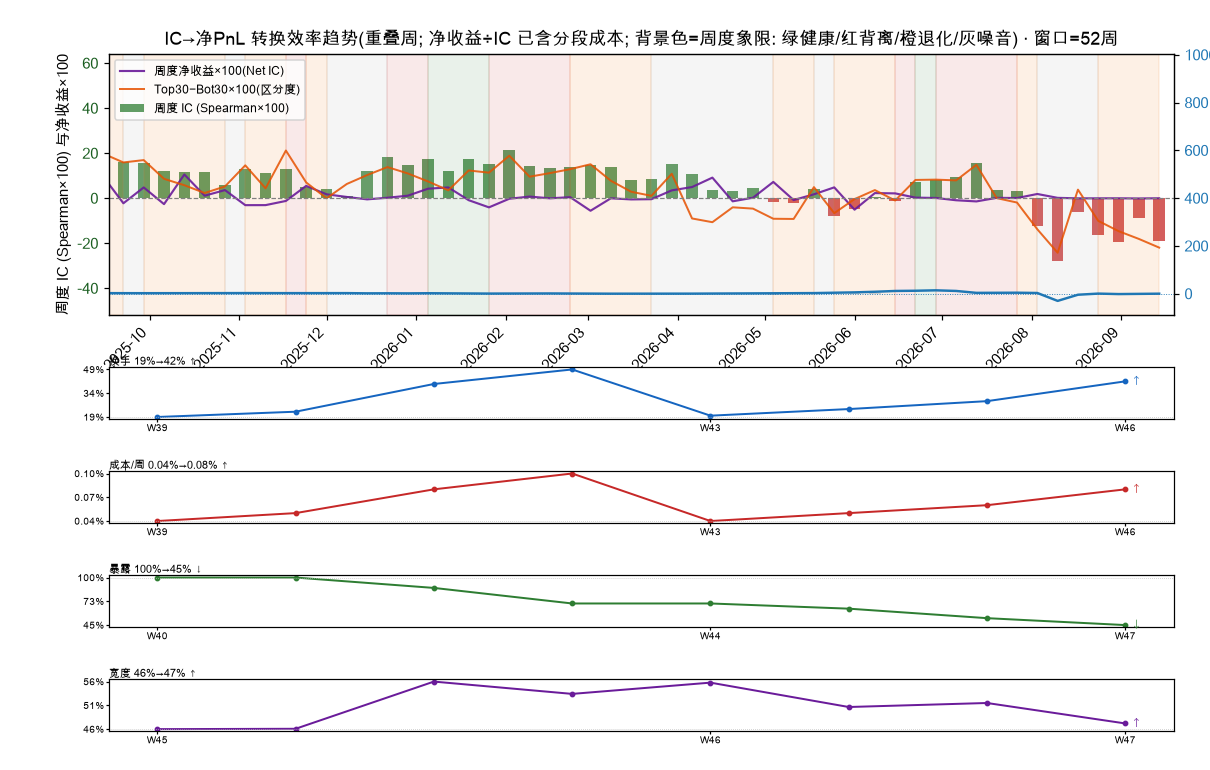 IC→净PnL 转换效率趋势(重叠周; 净收益÷IC 已含分段成本; 背景色=周度象限: 绿健康/红背离/橙退化/灰噪音) · 窗口=52周
周度 IC (Spearman×100) 与净收益×100
60
40
20
0
-20
-40
周度净收益×100(Net IC)
Top30−Bot30×100(区分度)
周度 IC (Spearman×100)
800
600
400
200
0
2025-10
2025-11
2025-12
2026-01
2026-02
2026-03
2026-04
2026-05
2026-06
2026-07
2026-08
2026-09
换手 19%→42% ↑
49%
34%
19%
↑
W39
W43
W46
成本/周 0.04%→0.08% ↑
0.10%
0.07%
0.04%
↑
W39
W43
W46
暴露 100%→45% ↓
100%
73%
45%
↓
W40
W44
W47
宽度 46%→47% ↑
56%
51%
46%
↑
W45
W46
W47